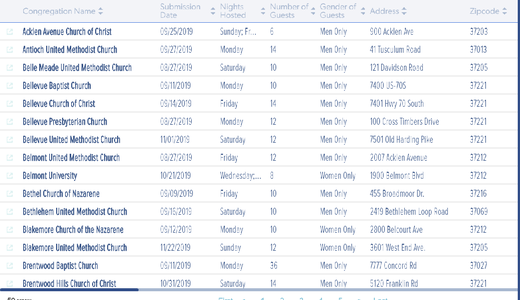 Congregation Name Submission Date Nights Hosted Number of Guests Gender of Guests Address Zipcode
Acklen Avenue Church of Christ 09/25/2019 Sunday; Fr... 6 Men Only 900 Acklen Ave 37203
Antioch United Methodist Church 09/27/2019 Monday 14 Men Only 41 Tusculum Road 37013
Belle Meade United Methodist Church 08/27/2019 Saturday 10 Men Only 121 Davidson Road 37205
Bellevue Baptist Church 09/11/2019 Monday 10 Men Only 7400 US-70S 37221
Bellevue Church of Christ 09/14/2019 Friday 14 Men Only 7401 Hwy 70 South 37221
Bellevue Presbyterian Church 08/27/2019 Monday 12 Men Only 100 Cross Timbers Drive 37221
Bellevue United Methodist Church 11/01/2019 Saturday 12 Men Only 7501 Old Harding Pike 37221
Belmont United Methodist Church 08/27/2019 Friday 12 Men Only 2007 Acklen Avenue 37212
Belmont University 10/21/2019 Wednesday;... 8 Women Only 1900 Belmont Blvd 37212
Bethel Church of Nazarene 09/09/2019 Friday 10 Men Only 455 Broadmoor Dr. 37216
Bethlehem United Methodist Church 09/16/2019 Saturday 10 Men Only 2419 Bethlehem Loop Road 37069
Blakemore Church of the Nazarene 09/12/2019 Monday 10 Women Only 2800 Belcourt Ave 37212
Blakemore United Methodist Church 11/22/2019 Sunday 12 Women Only 3601 West End Ave. 37205
Brentwood Baptist Church 09/11/2019 Monday 36 Men Only 7777 Concord Rd 37027
Brentwood Hills Church of Christ 10/31/2019 Saturday 14 Men Only 5120 Franklin Rd 37221